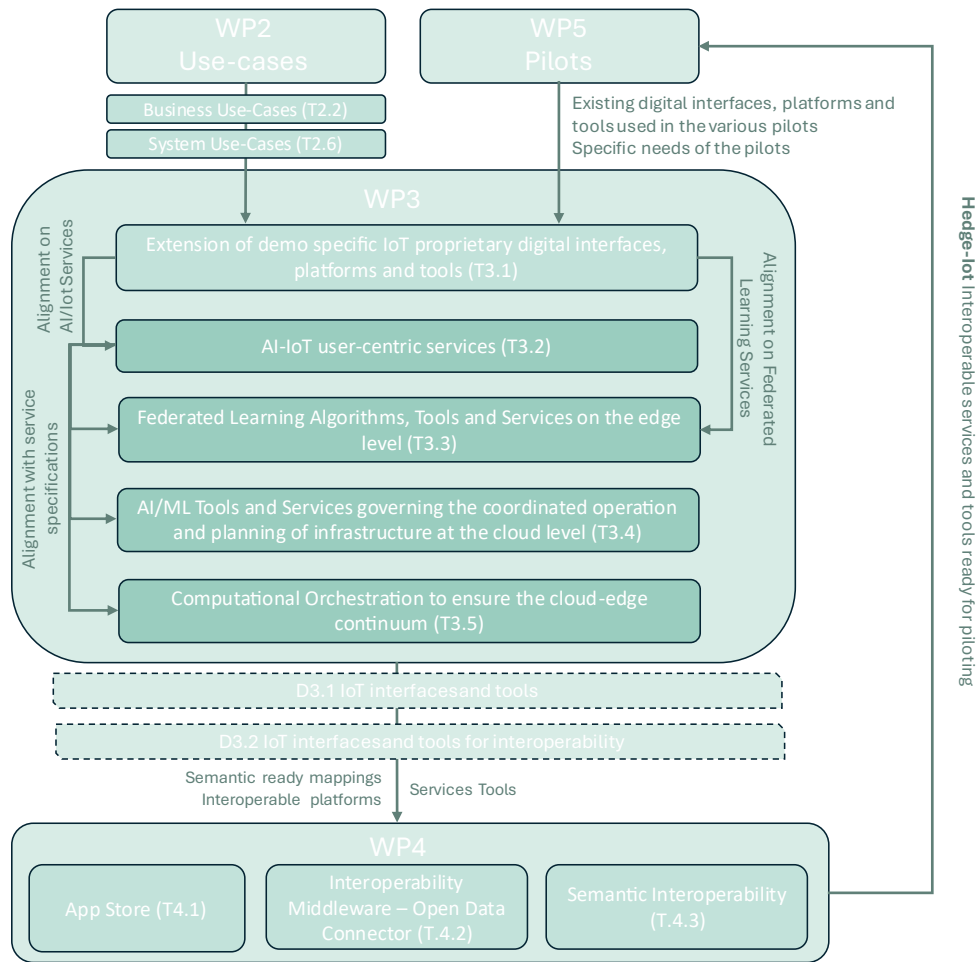 WP2
Use-cases
WP5
Pilots
Business Use-Cases (T2.2)
System Use-Cases (T2.6)
Existing digital interfaces, platforms and
tools used in the various pilots
Specific needs of the pilots
WP3
Extension of demo specific IoT proprietary digital interfaces,
platforms and tools (T3.1)
Alignment on
AI/Iot Services
Alignment on Federated
Learning Services
AI-IoT user-centric services (T3.2)
Federated Learning Algorithms, Tools and Services on the edge
level (T3.3)
Alignment with service
specifications
AI/ML Tools and Services governing the coordinated operation
and planning of infrastructure at the cloud level (T3.4)
Computational Orchestration to ensure the cloud-edge
continuum (T3.5)
Hedge-Iot Interoperable services and tools ready for piloting
D3.1 IoT interfaces and tools
D3.2 IoT interfaces and tools for interoperability
Semantic ready mappings
Interoperable platforms
Services Tools
WP4
App Store (T4.1)
Interoperability
Middleware – Open Data
Connector (T.4.2)
Semantic Interoperability
(T.4.3)